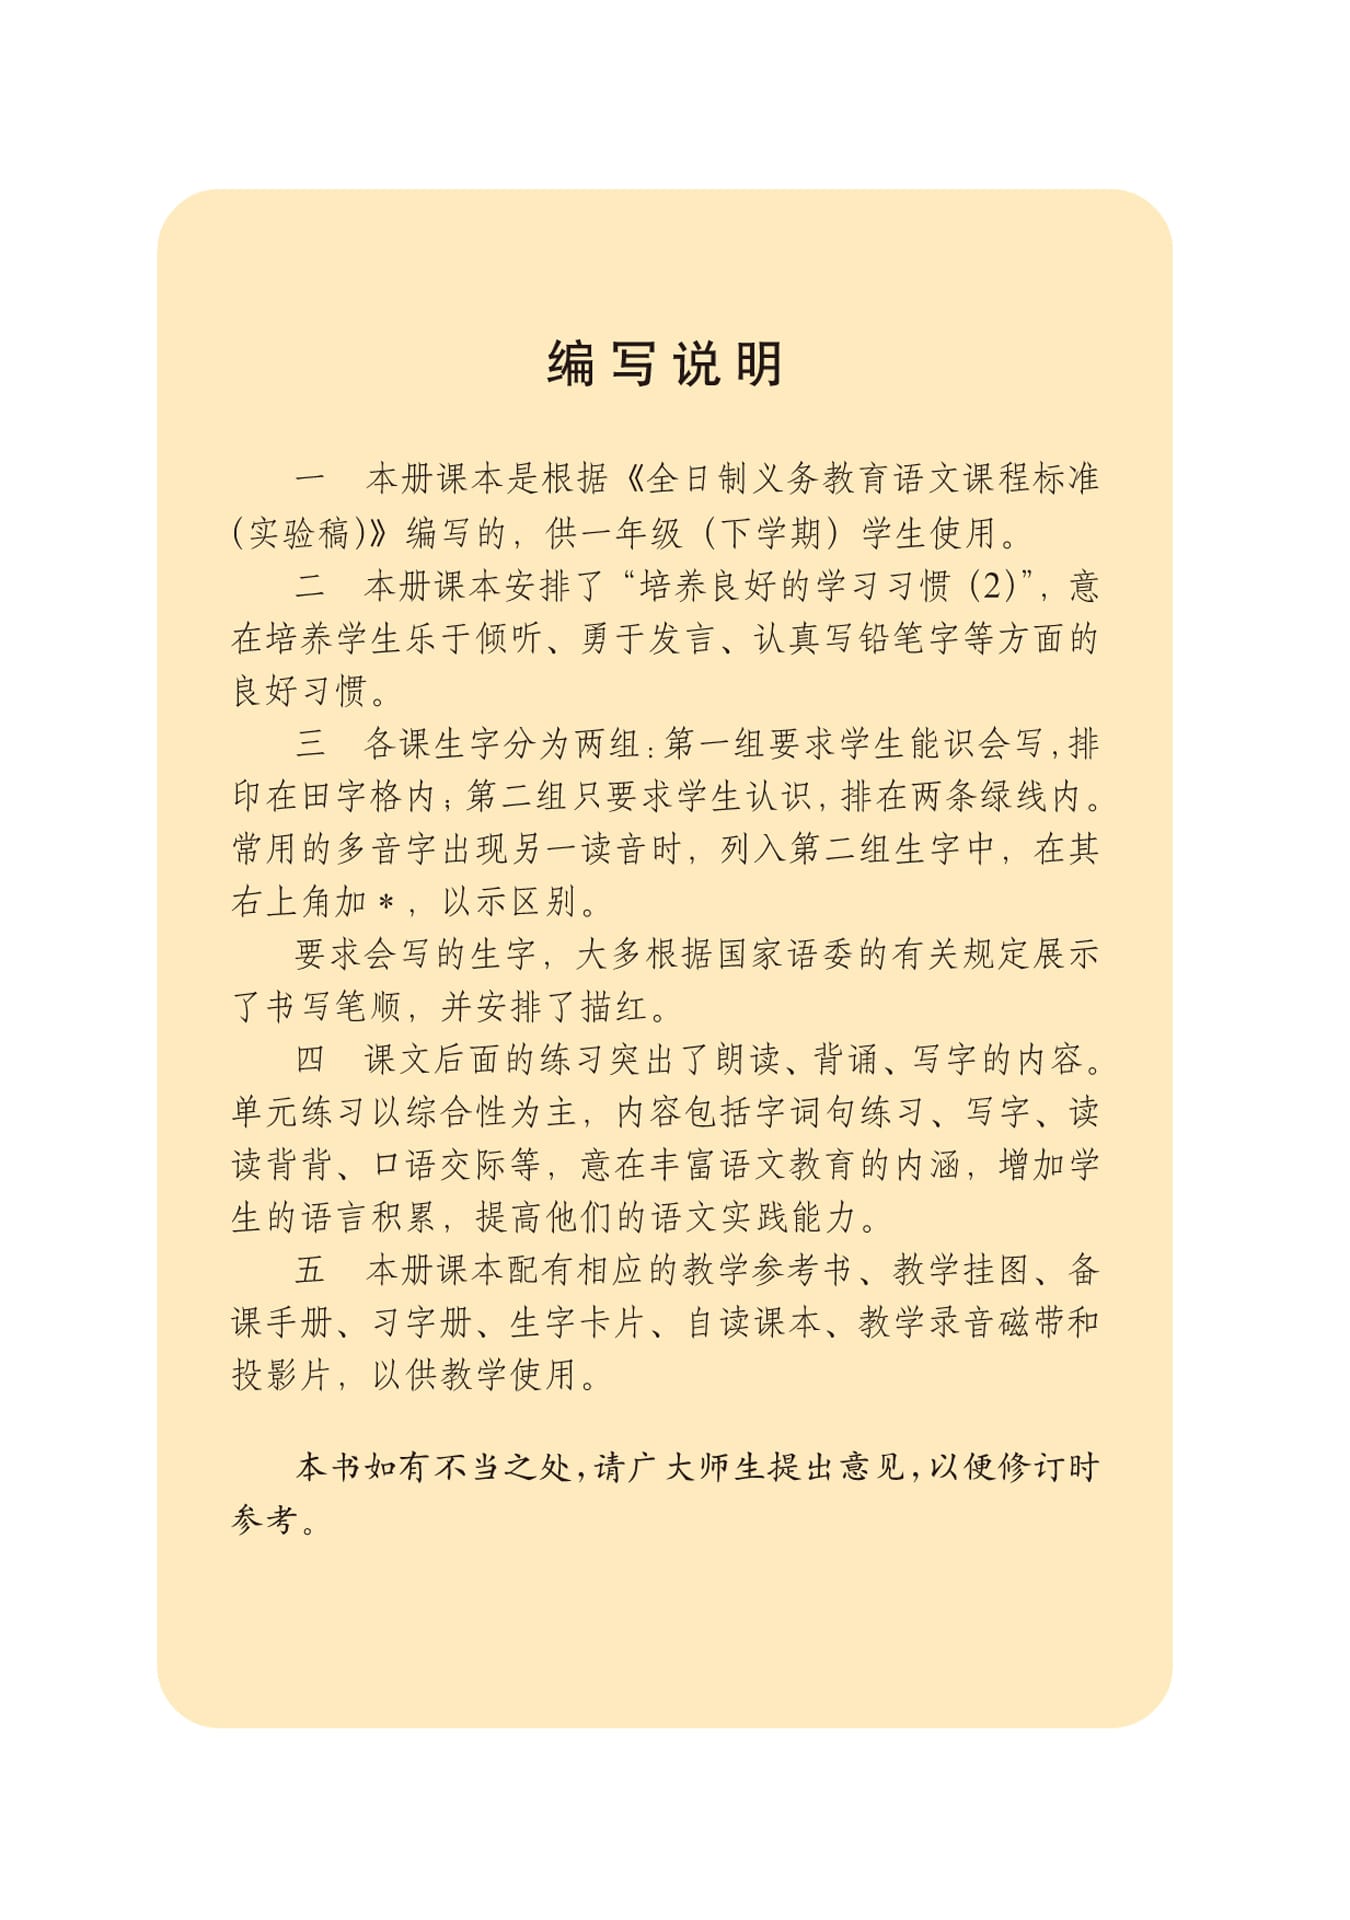 编写说明
一　本册课本是根据《全日制义务教育语文课程标准
(实验稿)》编写的，供一年级（下学期）学生使用。
二　本册课本安排了“培养良好的学习习惯（2）”，意
在培养学生乐于倾听、勇于发言、认真写铅笔字等方面的
良好习惯。
三　各课生字分为两组：第一组要求学生能识会写，排
印在田字格内；第二组只要求学生认识，排在两条绿线内。
常用的多音字出现另一读音时，列入第二组生字中，在其
右上角加*，以示区别。
要求会写的生字，大多根据国家语委的有关规定展示
了书写笔顺，并安排了描红。
四　课文后面的练习突出了朗读、背诵、写字的内容。
单元练习以综合性为主，内容包括字词句练习、写字、读
读背背、口语交际等，意在丰富语文教育的内涵，增加学
生的语言积累，提高他们的语文实践能力。
五　本册课本配有相应的教学参考书、教学挂图、备
课手册、习字册、生字卡片、自读课本、教学录音磁带和
投影片，以供教学使用。
本书如有不当之处，请广大师生提出意见，以便修订时
参考。